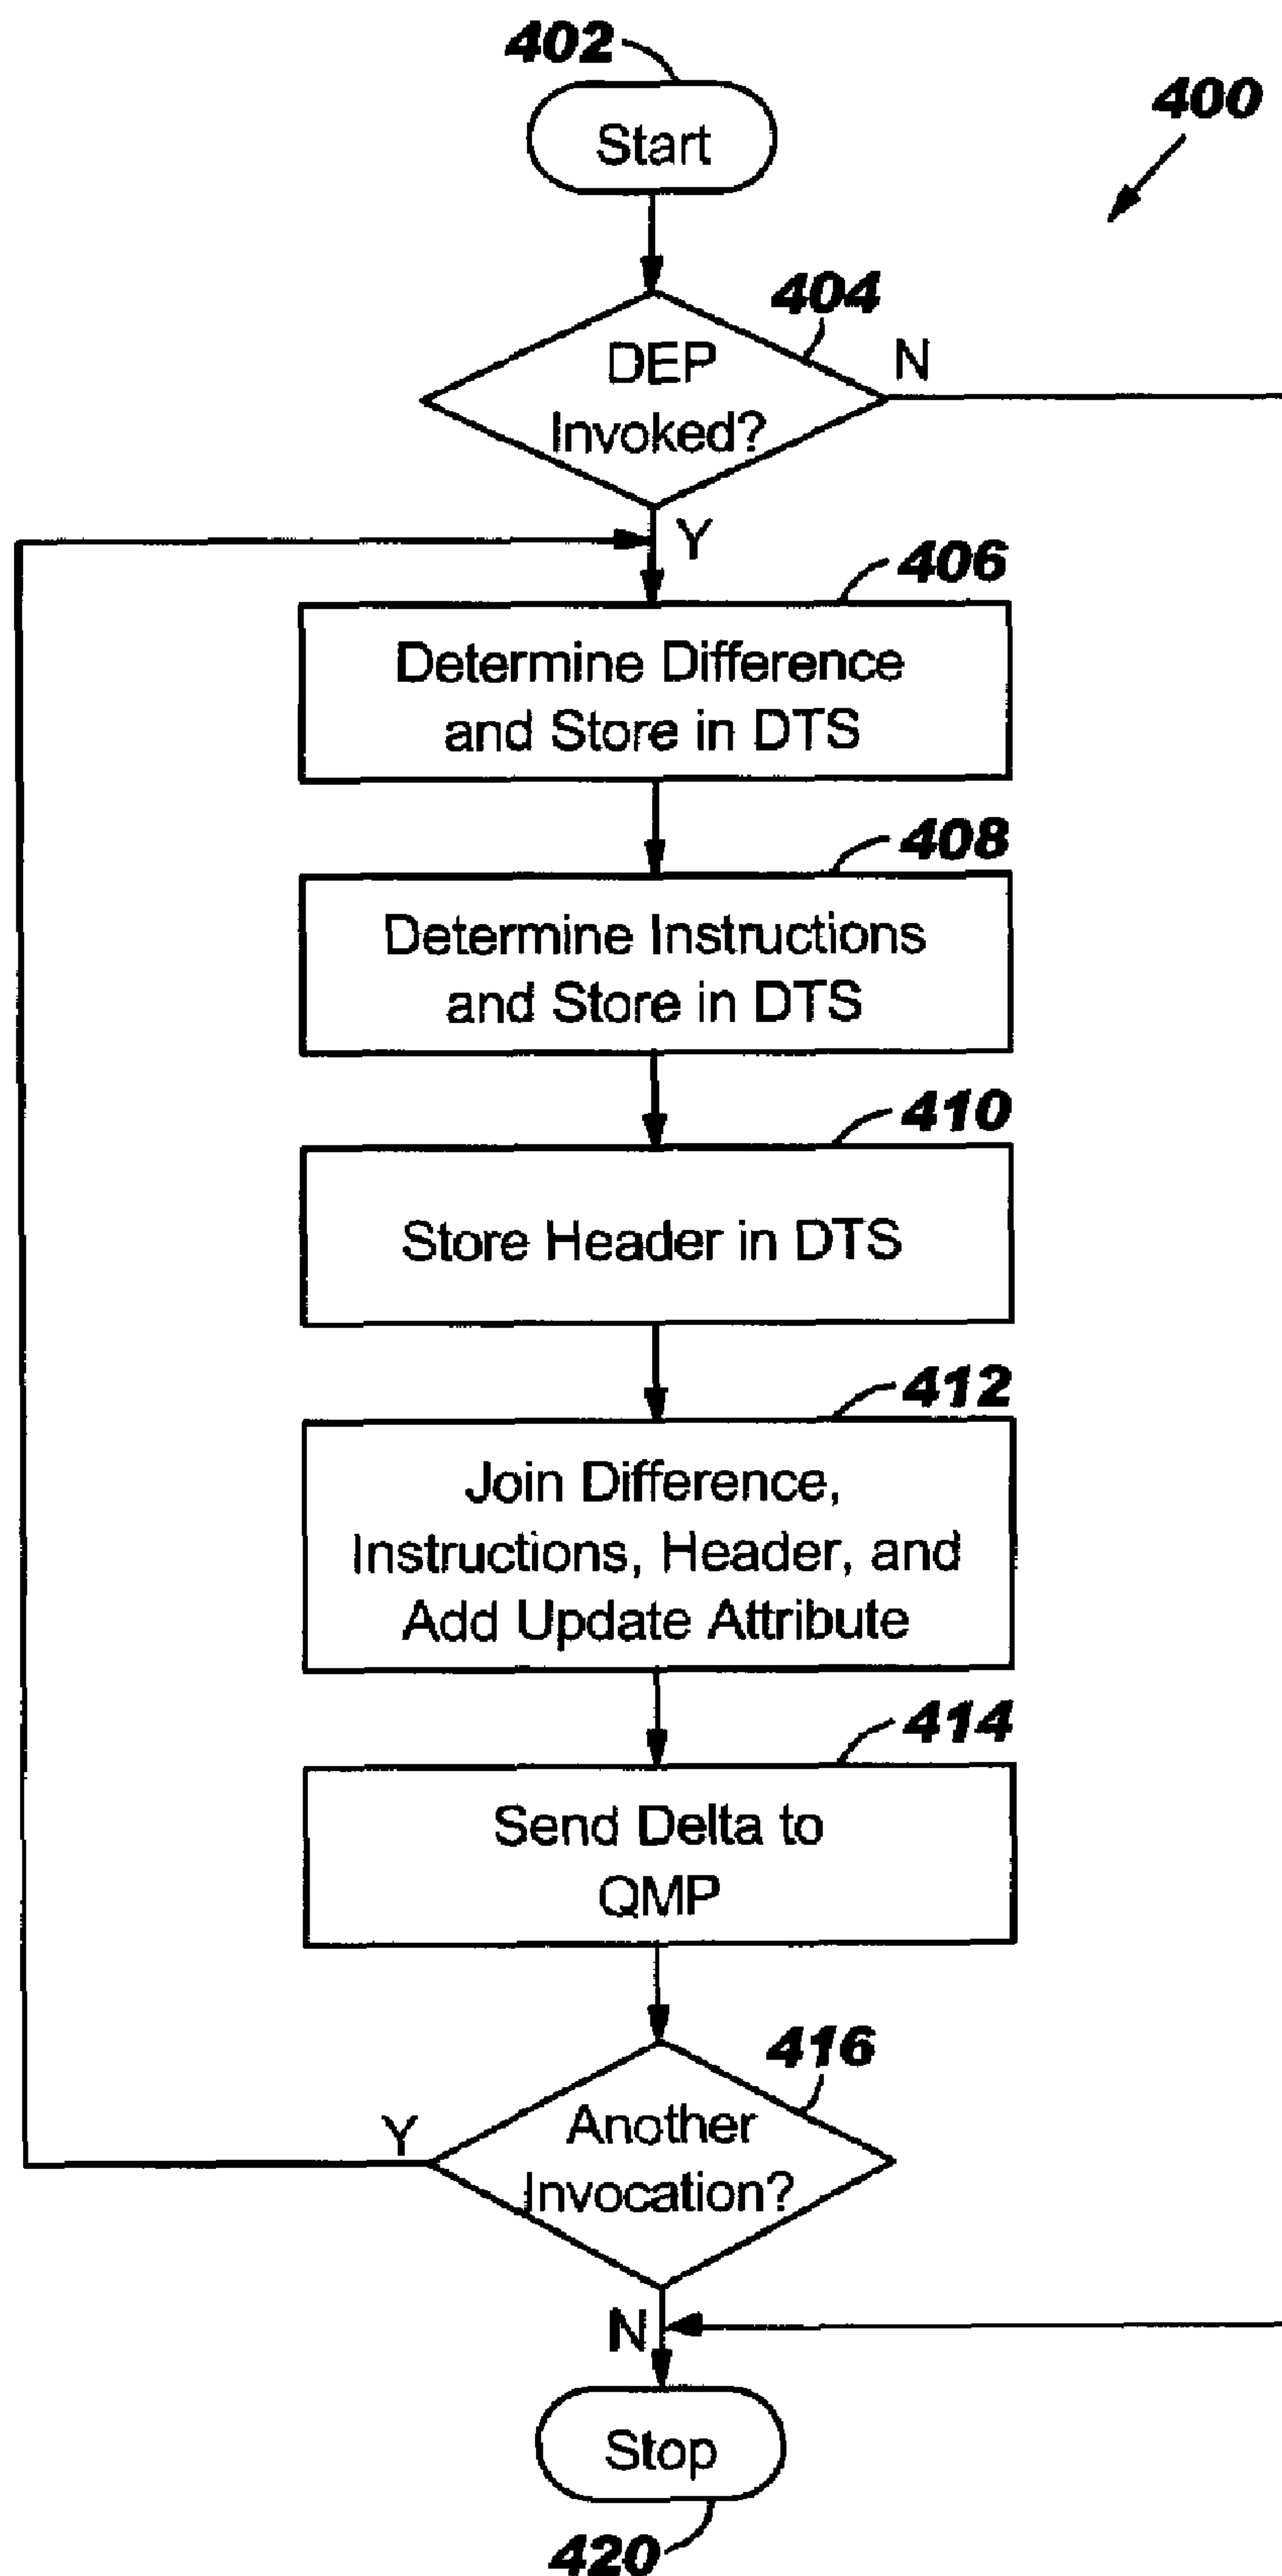 402
Start
400
404
DEP
Invoked?
N
Y
406
Determine Difference
and Store in DTS
408
Determine Instructions
and Store in DTS
410
Store Header in DTS
412
Join Difference,
Instructions, Header, and
Add Update Attribute
414
Send Delta to
QMP
416
Another
Invocation?
Y
N
Stop
420